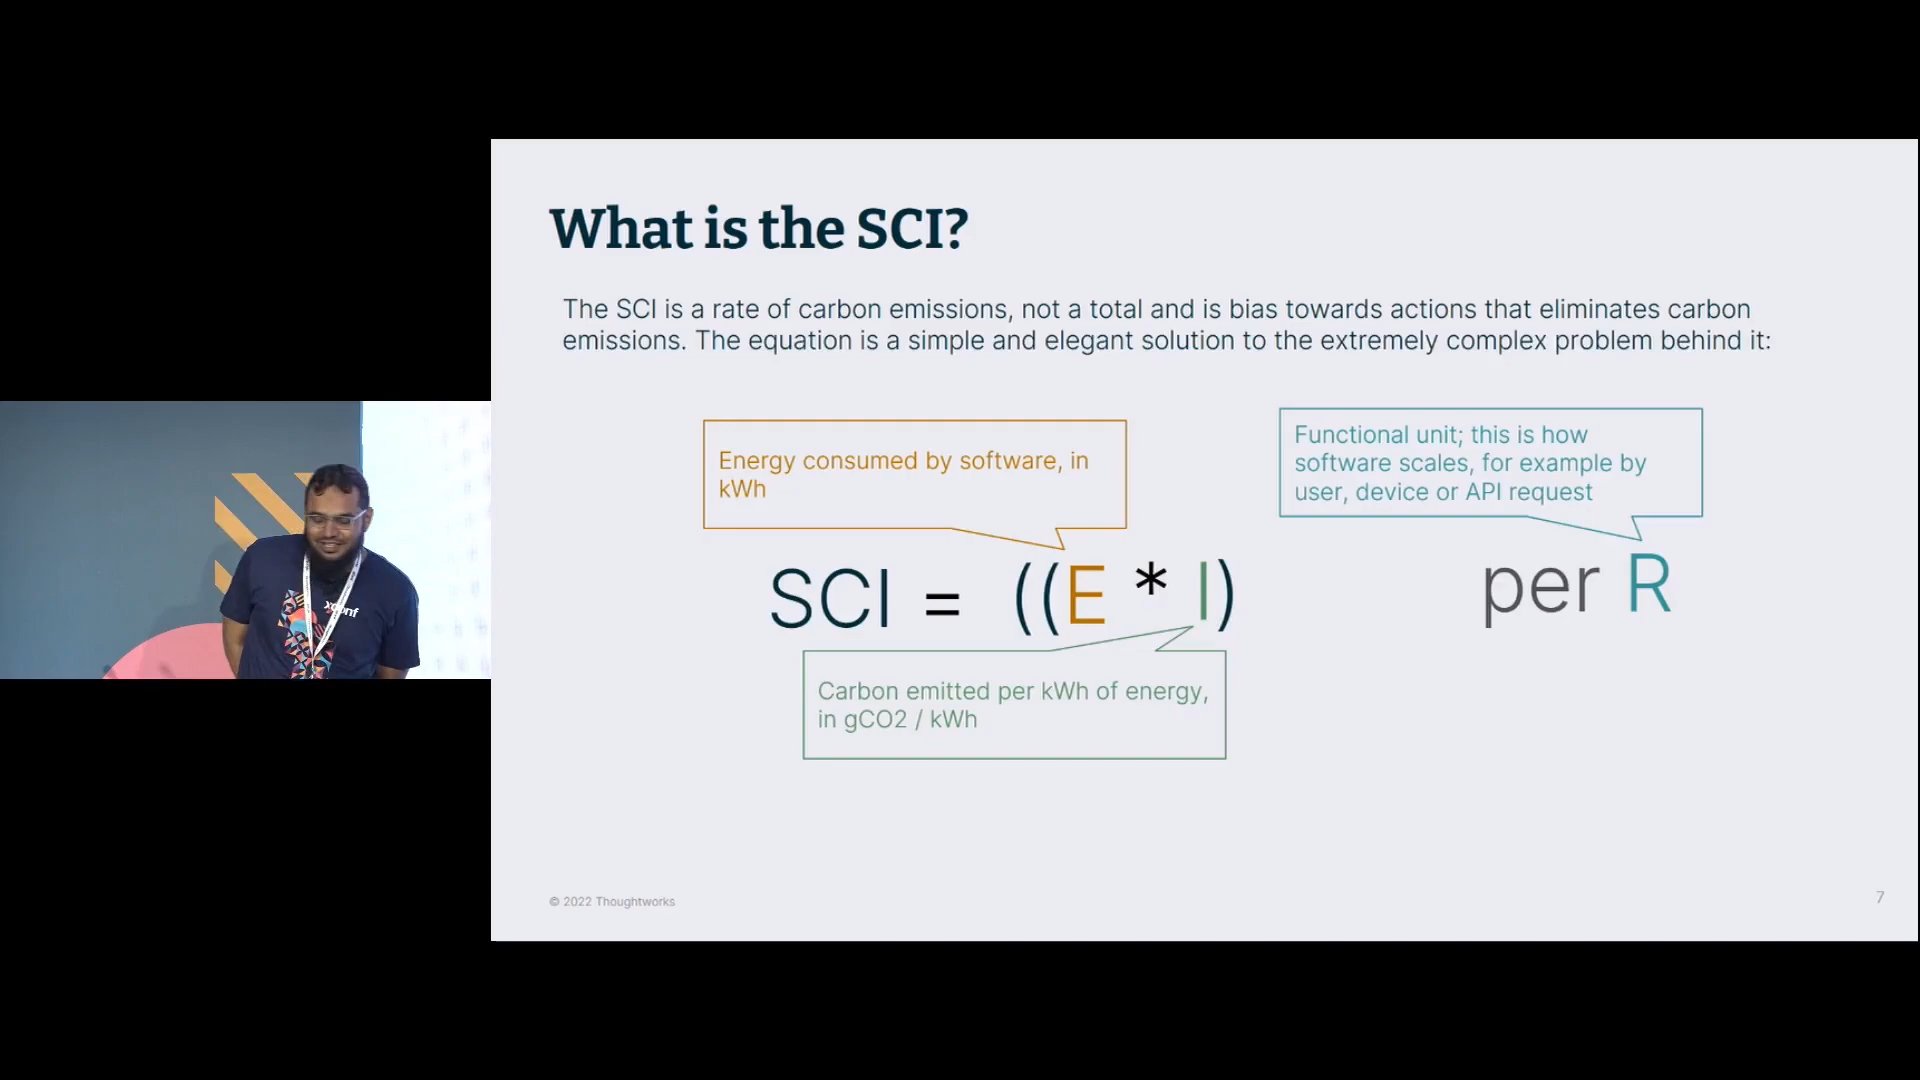 What is the SCI?
The SCI is a rate of carbon emissions, not a total and is bias towards actions that eliminates carbon
emissions. The equation is a simple and elegant solution to the extremely complex problem behind it:
Energy consumed by software, in
kWh
Functional unit; this is how
software scales, for example by
user, device or API request
SCI = ((E * I)
per R
Carbon emitted per kWh of energy,
in gCO2 / kWh
xconf
© 2022 Thoughtworks
7